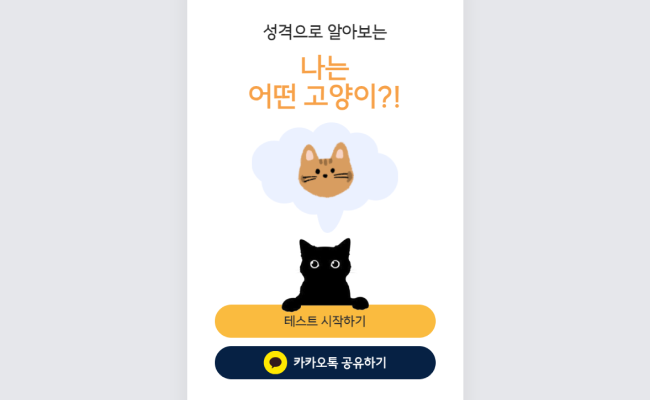 성격으로 알아보는
나는
어떤 고양이?!
테스트 시작하기
카카오톡 공유하기